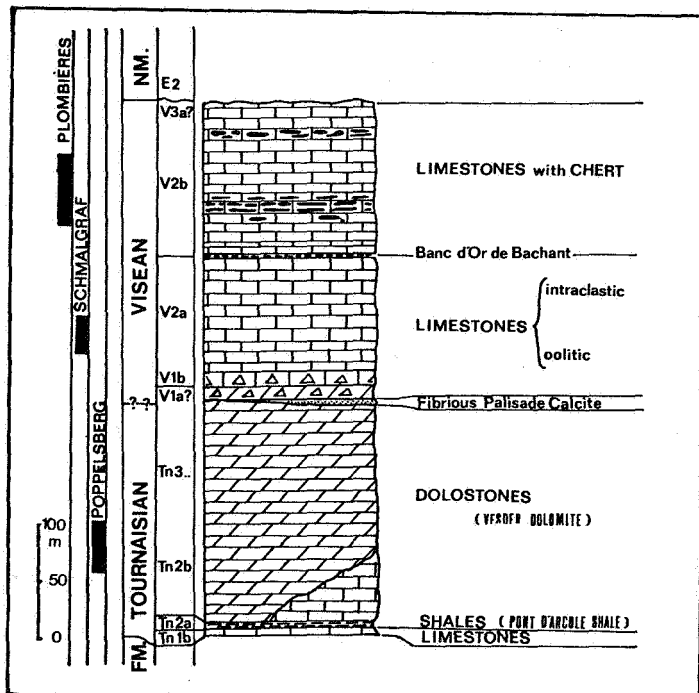 PLOMBIÈRES
SCHMALGRAF
POPPELSBERG
NM.
VISEAN
- ? - ? -
TOURNAISIAN
FM.
E2
V3a?
V2b
V2a
V1b
V1a?
Tn3..
Tn2b
Tn2a
Tn1b
100
m
50
0
LIMESTONES with CHERT
Banc d'Or de Bachant
LIMESTONES
intraclastic
oolitic
Fibrious Palisade Calcite
DOLOSTONES
(VESDER DOLOMITE)
SHALES (PONT D'ARCOLE SHALE)
LIMESTONES